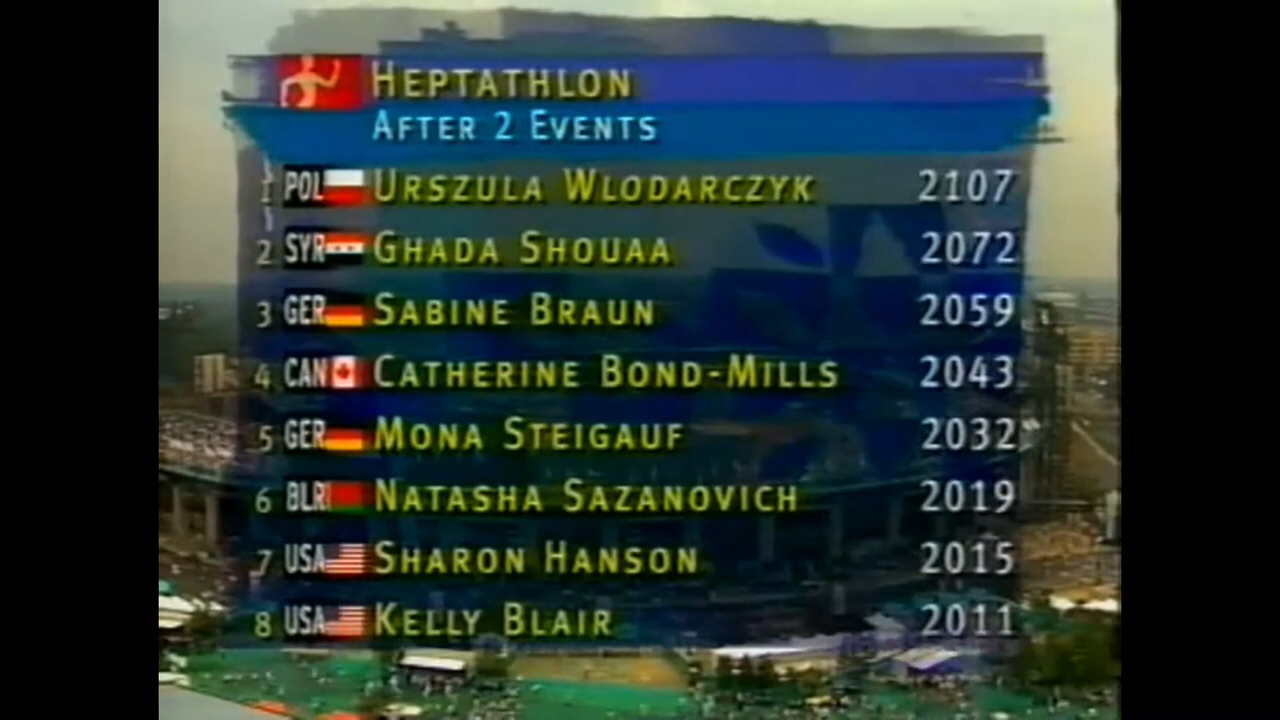 HEPTATHLON
AFTER 2 EVENTS
1 POL URSZULA WLODARCZYK 2107
2 SYR GHADA SHOUAA 2072
3 GER SABINE BRAUN 2059
4 CAN CATHERINE BOND-MILLS 2043
5 GER MONA STEIGAUF 2032
6 BLR NATASHA SAZANOVICH 2019
7 USA SHARON HANSON 2015
8 USA KELLY BLAIR 2011